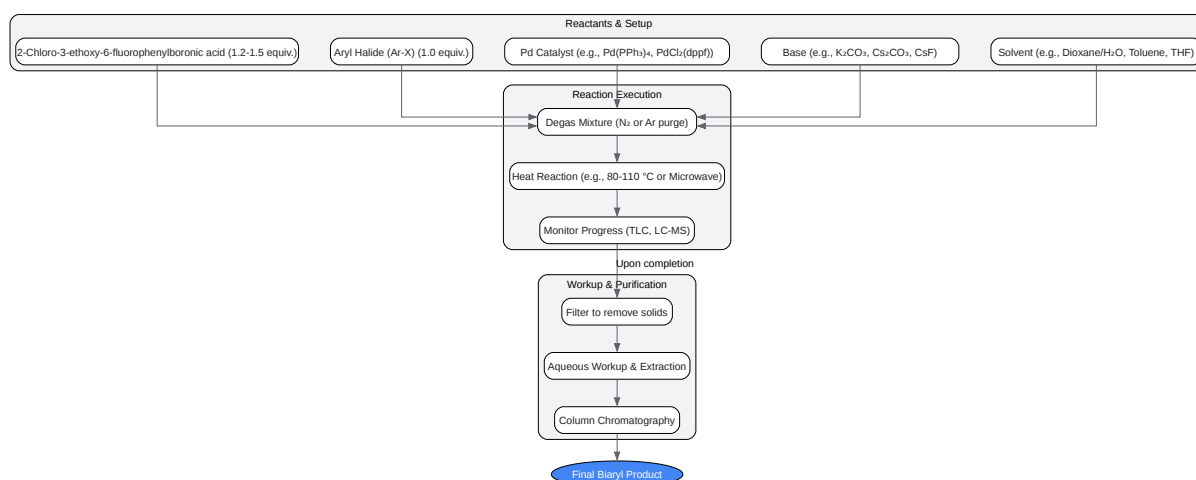 Reactants & Setup
2-Chloro-3-ethoxy-6-fluorophenylboronic acid (1.2-1.5 equiv.)
Aryl Halide (Ar-X) (1.0 equiv.)
Pd Catalyst (e.g., Pd(PPh₃)₄, PdCl₂(dppf))
Base (e.g., K₂CO₃, Cs₂CO₃, CsF)
Solvent (e.g., Dioxane/H₂O, Toluene, THF)
Reaction Execution
Degas Mixture (N₂ or Ar purge)
Heat Reaction (e.g., 80-110 °C or Microwave)
Monitor Progress (TLC, LC-MS)
Upon completion
Workup & Purification
Filter to remove solids
Aqueous Workup & Extraction
Column Chromatography
Final Biaryl Product